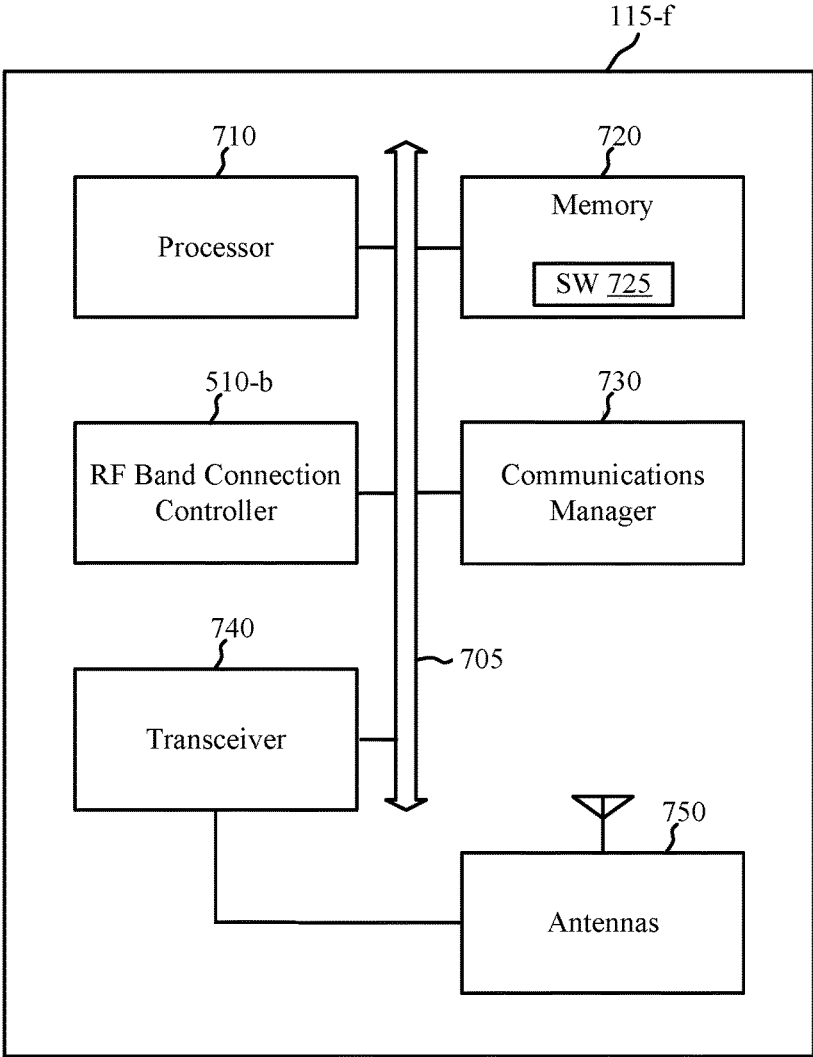 115-f
710
720
Processor
Memory
SW 725
510-b
730
RF Band Connection
Controller
Communications
Manager
740
705
Transceiver
750
Antennas